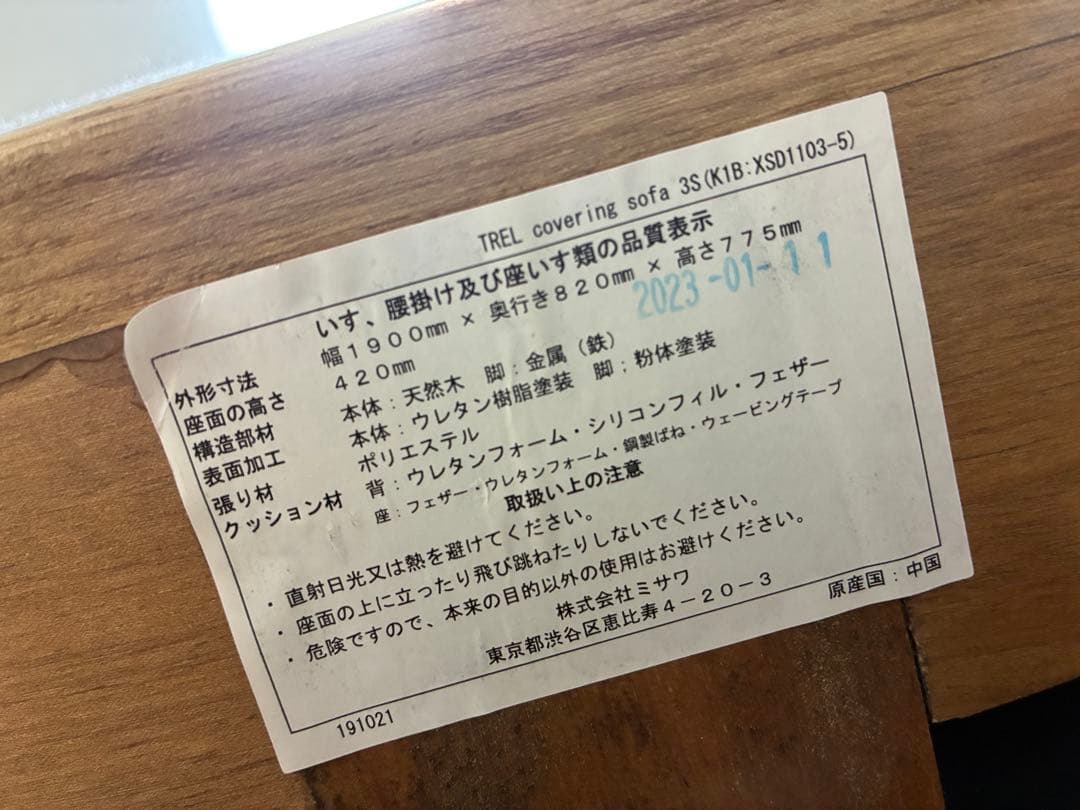 TREL covering sofa 3S(K1B:XSD1103-5)
いす、腰掛け及び座いす類の品質表示
外形寸法 幅1900mm × 奥行き820mm × 高さ775mm
2023-01-11
座面の高さ 420mm
構造部材 本体:天然木 脚:金属(鉄)
表面加工 本体:ウレタン樹脂塗装 脚:粉体塗装
張り材 ポリエステル
クッション材 背:ウレタンフォーム・シリコンフィル・フェザー
座:フェザー・ウレタンフォーム・鋼製ばね・ウェービングテープ
取扱い上の注意
・直射日光又は熱を避けてください。
・座面の上に立ったり飛び跳ねたりしないでください。
・危険ですので、本来の目的以外の使用はお避けください。
株式会社ミサワ
東京都渋谷区恵比寿4-20-3
原産国:中国
191021